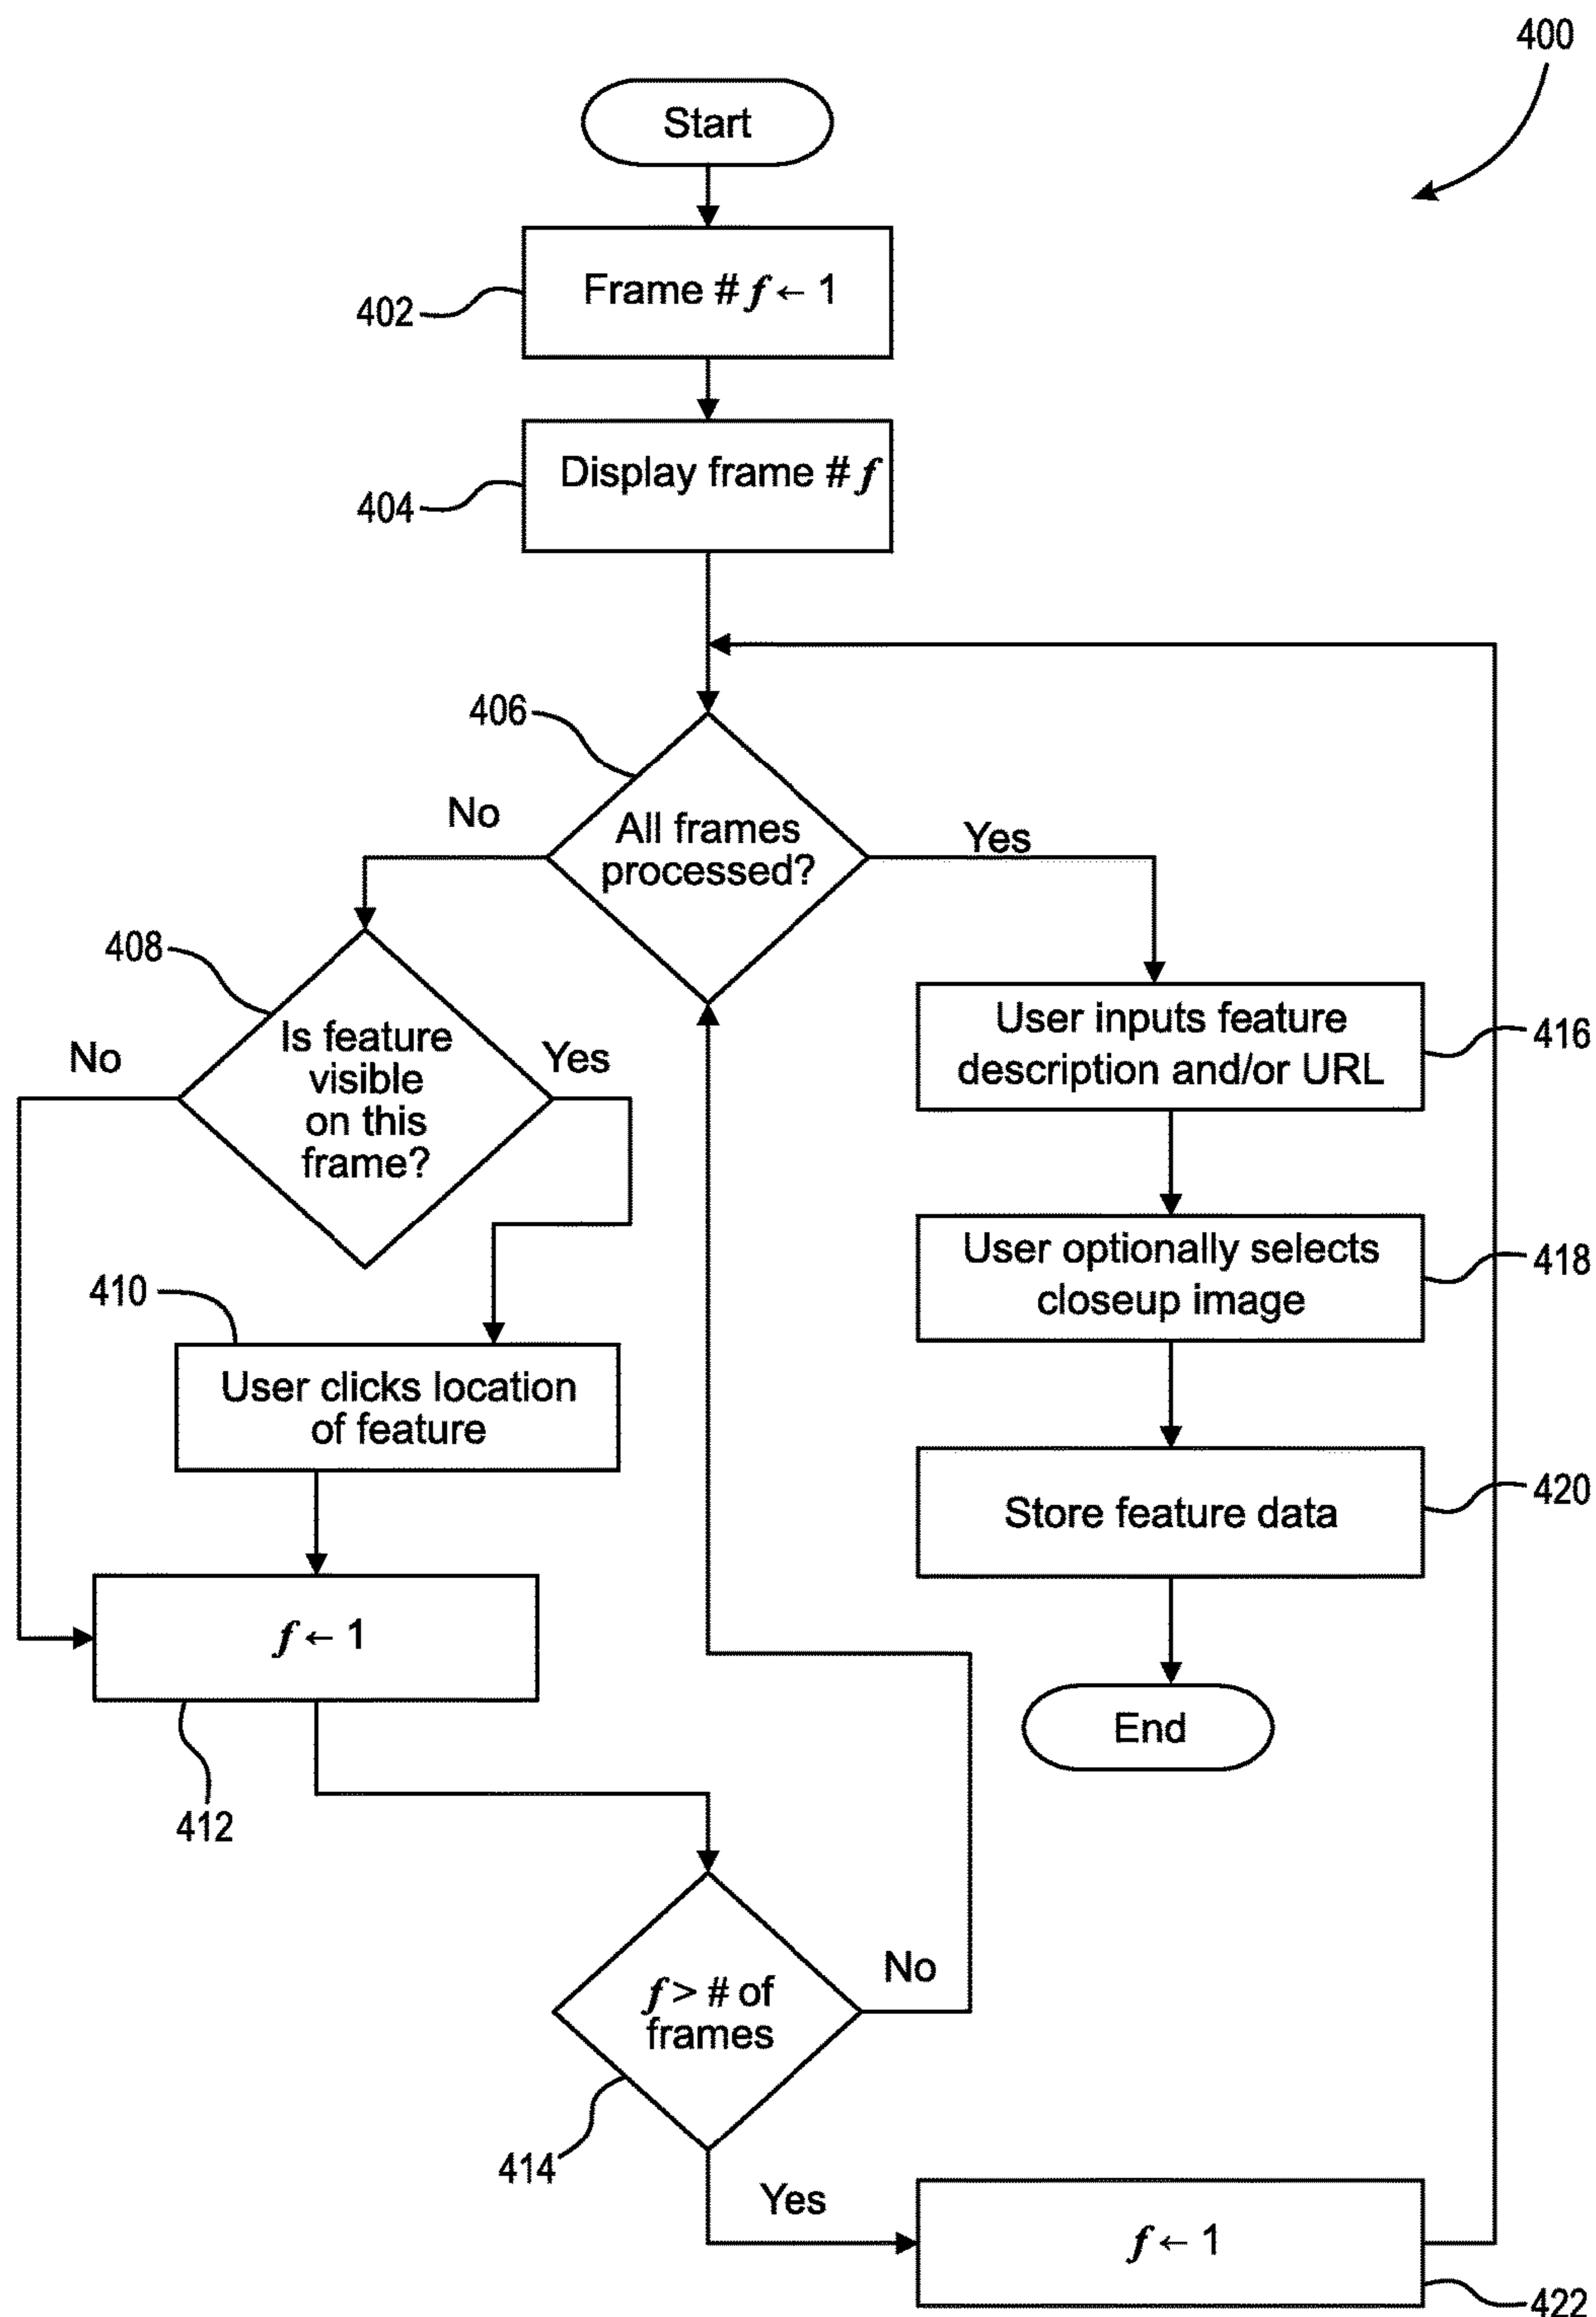 400
Start
Frame # f ← 1
402
Display frame # f
404
406
All frames
processed?
No
Yes
408
Is feature
visible
on this
frame?
No
Yes
User inputs feature
description and/or URL
416
User optionally selects
closeup image
418
410
User clicks location
of feature
Store feature data
420
f ← 1
412
End
f > # of
frames
No
414
Yes
f ← 1
422